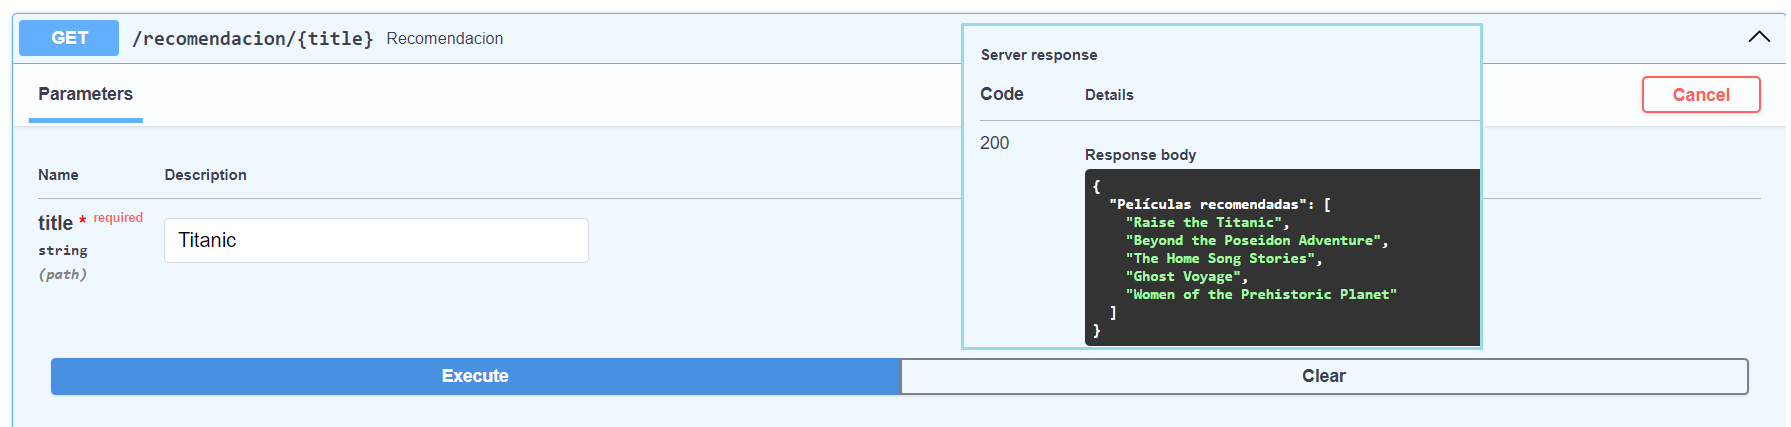 GET /recomendacion/{title} Recomendacion
Parameters
Cancel
Name Description
title * required
string
(path)
Titanic
Server response
Code Details
200
Response body
{
"Películas recomendadas": [
"Raise the Titanic",
"Beyond the Poseidon Adventure",
"The Home Song Stories",
"Ghost Voyage",
"Women of the Prehistoric Planet"
]
}
Execute
Clear